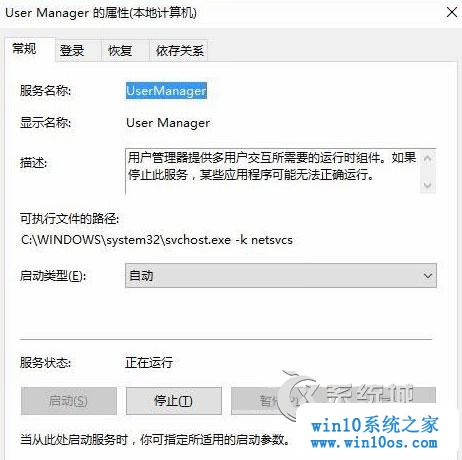 User Manager 的属性(本地计算机)
常规 登录 恢复 依存关系
服务名称: UserManager
显示名称: User Manager
描述: 用户管理器提供多用户交互所需要的运行时组件。如果
停止此服务，某些应用程序可能无法正确运行。
可执行文件的路径:
C:\WINDOWS\system32\svchost.exe -k netsvcs
启动类型(E): 自动
服务状态: 正在运行
启动(S) 停止(T)
系统城
当从此处启动服务时，你可指定所适用的启动参数。
win10系统之家
www.win10os.com